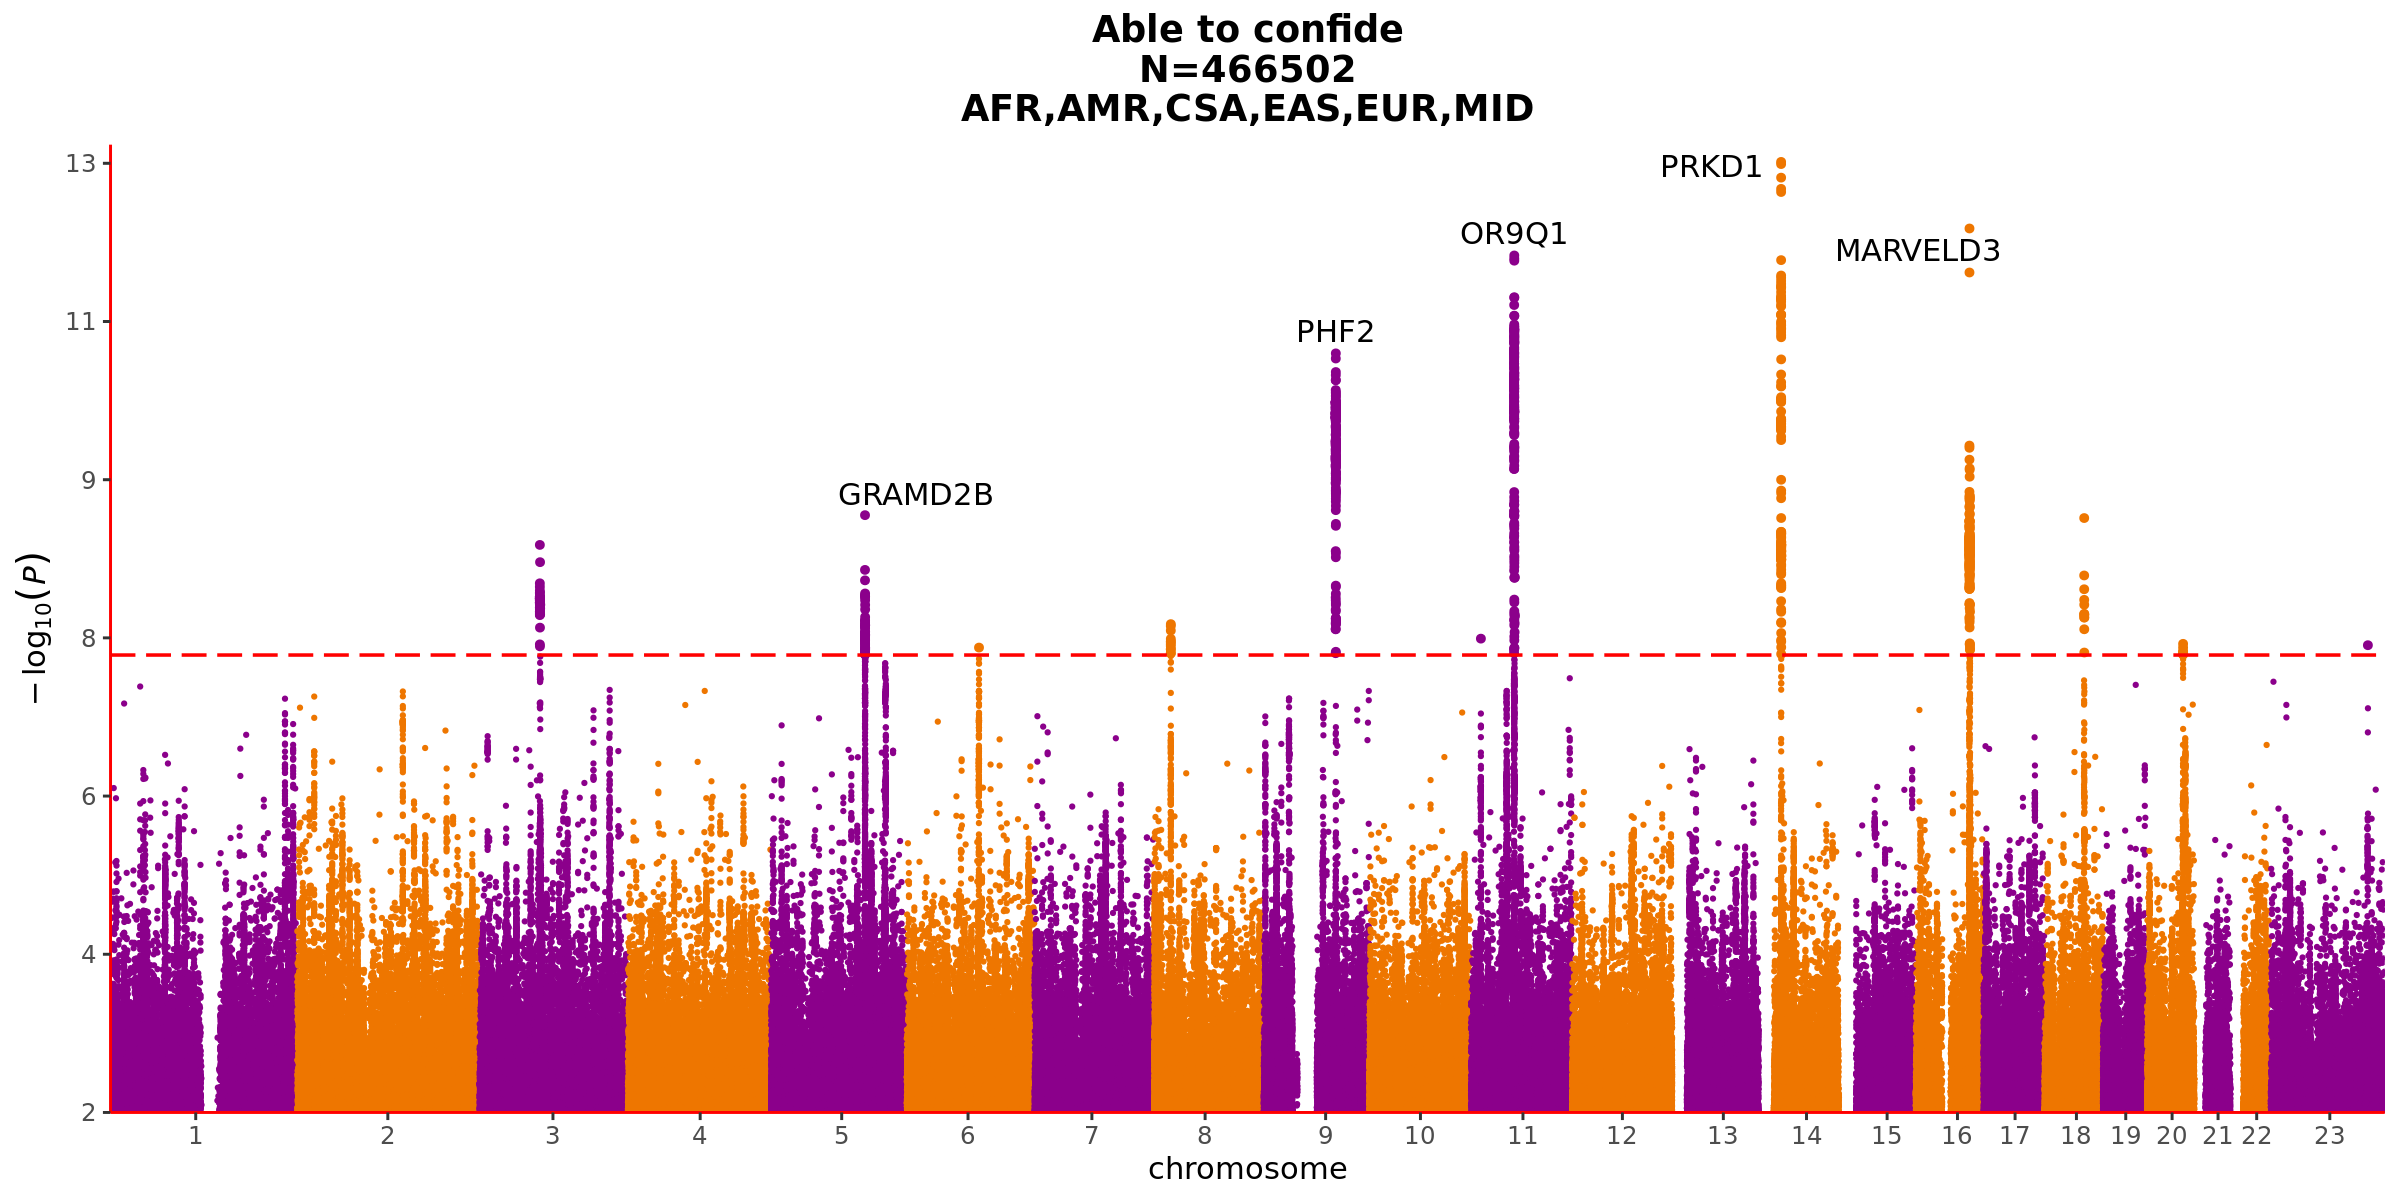 Able to confide
N=466502
AFR,AMR,CSA,EAS,EUR,MID
13
PRKD1
OR9Q1
MARVELD3
11
PHF2
9
GRAMD2B
8
−log10(P)
6
4
2
1 2 3 4 5 6 7 8 9 10 11 12 13 14 15 16 17 18 19 20 21 22 23
chromosome